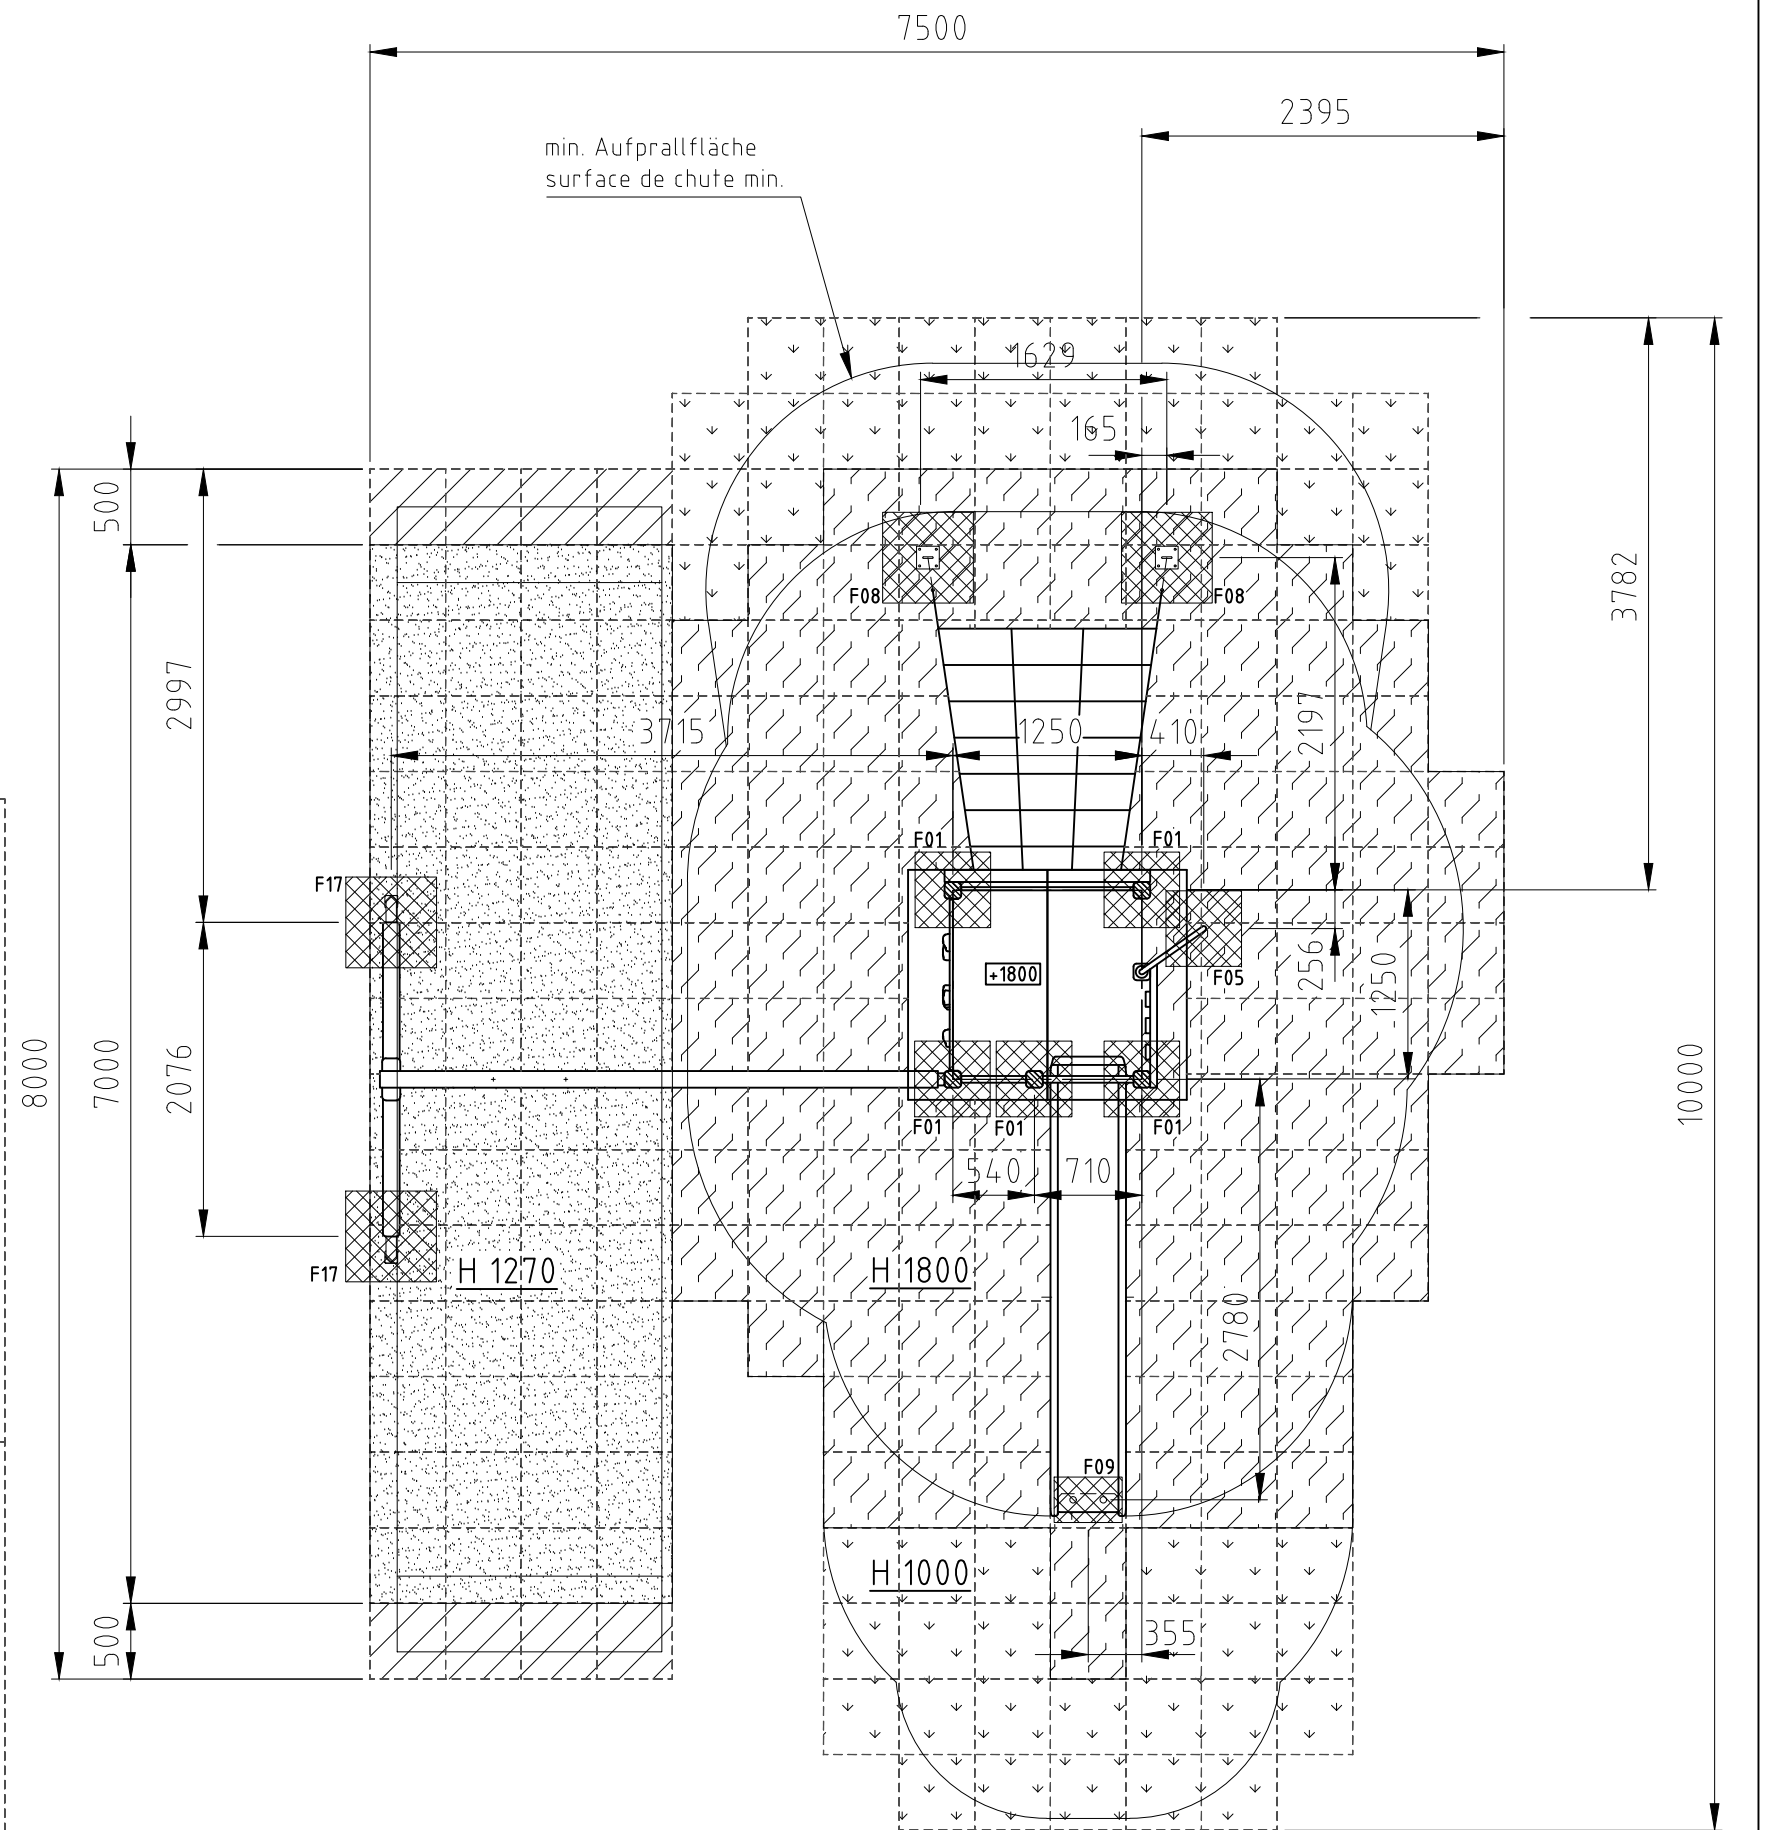 7500
2395
min. Aufprallfläche
surface de chute min.
1629
165
500
3782
F08
F08
2997
2197
3715
1250
410
F01
F01
F17
+1800
F05
256
1250
8000
7000
2076
10000
F01
F01
F01
540
710
F17
H 1270
H 1800
2780
F09
H 1000
500
355